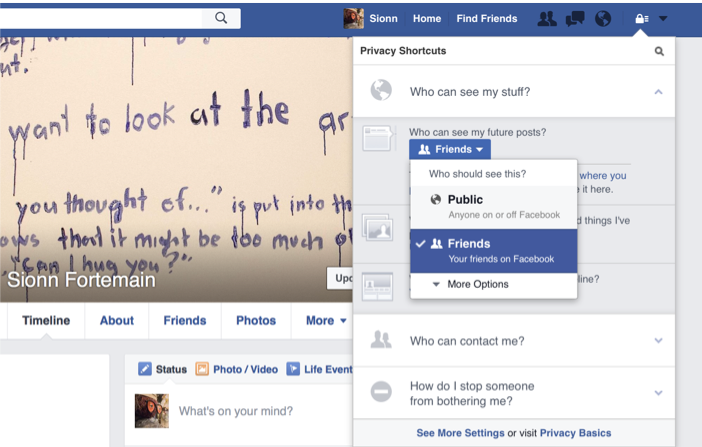 Sionn Home Find Friends
Privacy Shortcuts
nt.
want to look at the ar
you thought of..." is put into th
ows that it might be too much o
"Can I hug you?"
Sionn Fortemain
Upd
Timeline About Friends Photos More
Status Photo / Video Life Event
What's on your mind?
Who can see my stuff?
Who can see my future posts?
Friends
Who should see this?
Public
Anyone on or off Facebook
Friends
Your friends on Facebook
More Options
where you
it here.
d things I've
line?
Who can contact me?
How do I stop someone
from bothering me?
See More Settings or visit Privacy Basics